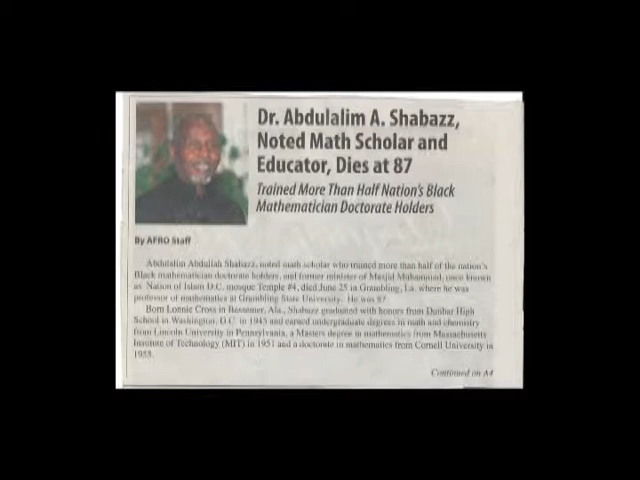 Dr. Abdulalim A. Shabazz,
Noted Math Scholar and
Educator, Dies at 87
Trained More Than Half Nation's Black
Mathematician Doctorate Holders
By AFRO Staff
Abdulalim Abdullah Shabazz, noted math scholar who trained more than half of the nation's
Black mathematician doctorate holders, and former minister of Masjid Muhammad, once known
as Nation of Islam D.C. mosque Temple #4, died June 25 in Grambling, La. where he was
professor of mathematics at Grambling State University. He was 87.
Born Lonnie Cross in Bessemer, Ala., Shabazz graduated with honors from Dunbar High
School in Washington, D.C. in 1945 and earned undergraduate degrees in math and chemistry
from Lincoln University in Pennsylvania, a Masters degree in mathematics from Massachusetts
Institute of Technology (MIT) in 1951 and a doctorate in mathematics from Cornell University in
1955.
Continued on A4